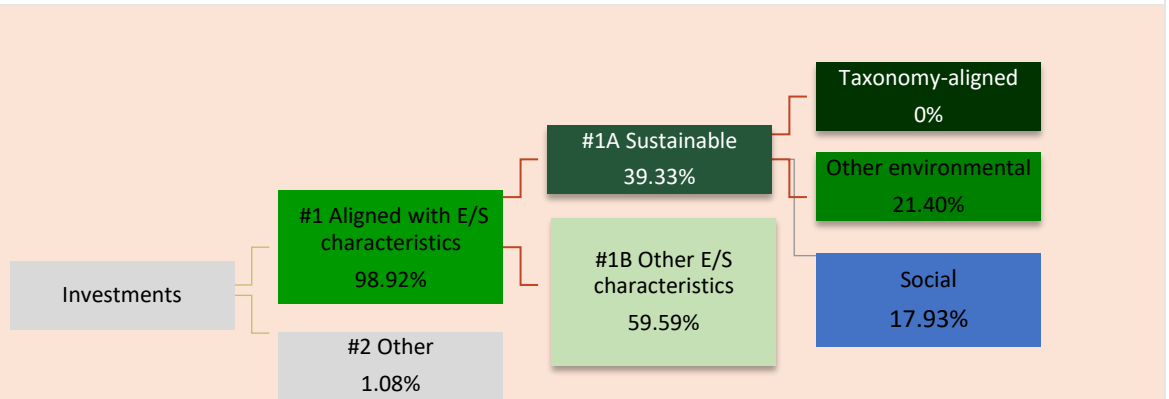 Investments
#1 Aligned with E/S
characteristics
98.92%
#2 Other
1.08%
#1A Sustainable
39.33%
#1B Other E/S
characteristics
59.59%
Taxonomy-aligned
0%
Other environmental
21.40%
Social
17.93%